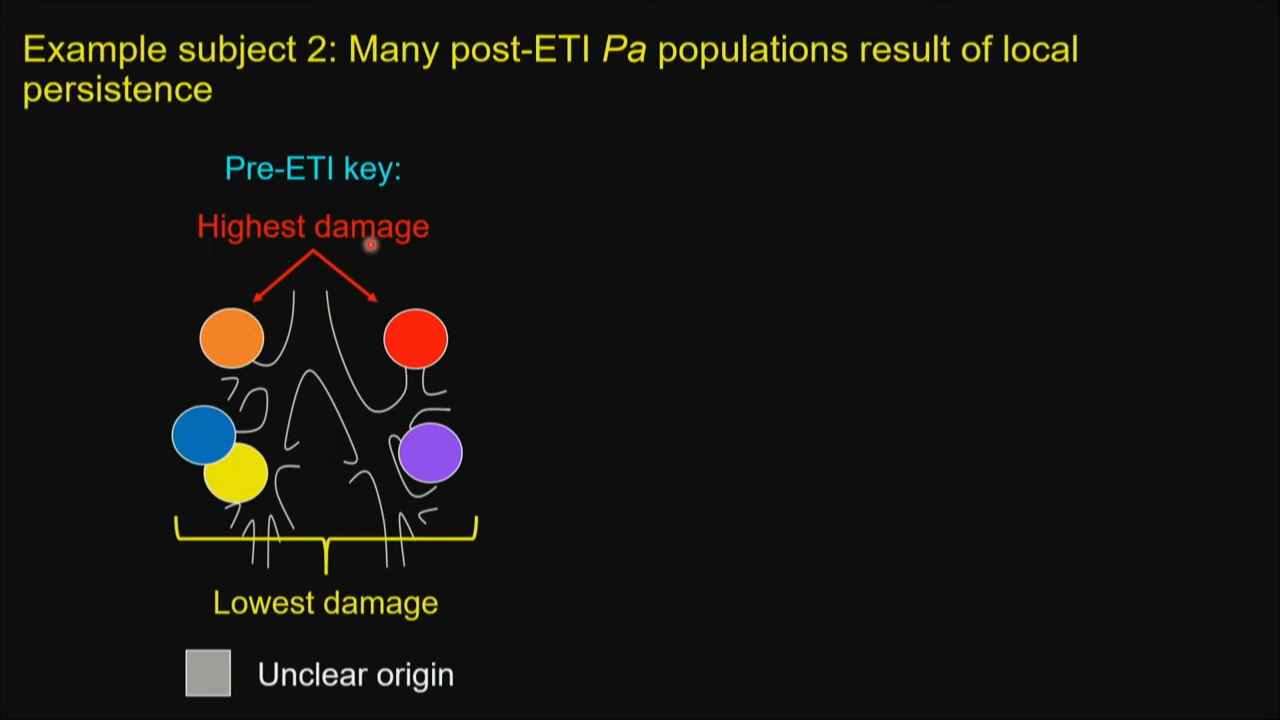 Example subject 2: Many post-ETI Pa populations result of local
persistence
Pre-ETI key:
Highest damage
Lowest damage
Unclear origin